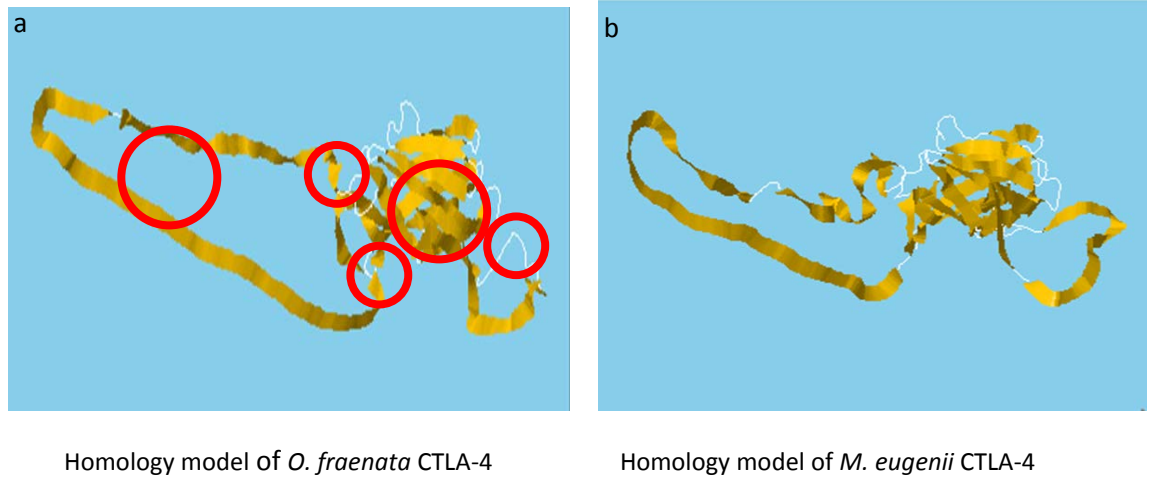 a
b
Homology model of O. fraenata CTLA-4
Homology model of M. eugenii CTLA-4